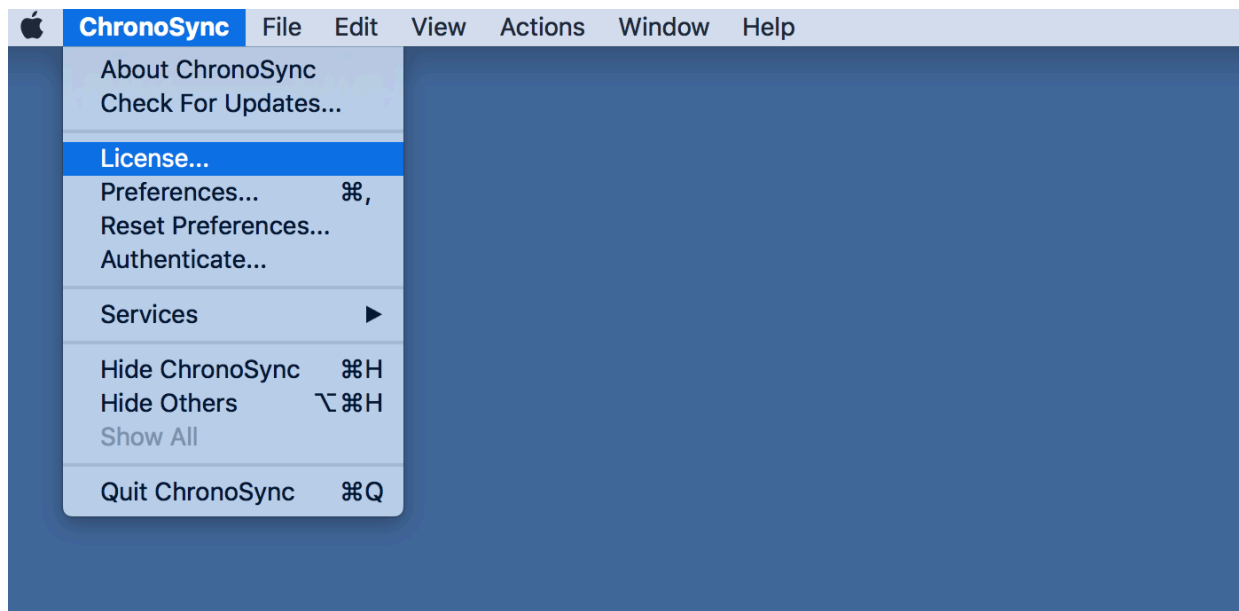 ChronoSync File Edit View Actions Window Help
About ChronoSync
Check For Updates...
License...
Preferences... ⌘,
Reset Preferences...
Authenticate...
Services ▶
Hide ChronoSync ⌘H
Hide Others ⌥⌘H
Show All
Quit ChronoSync ⌘Q